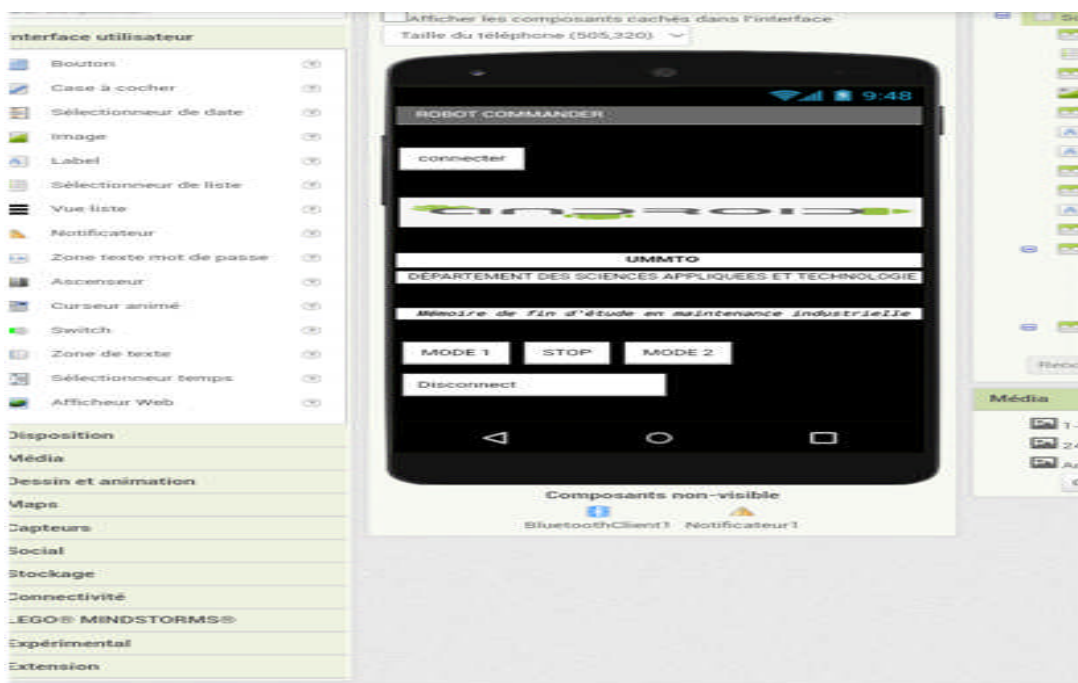 nterface utilisateur
Bouton
Case à cocher
Sélectionneur de date
Image
Label
Sélectionneur de liste
Vue liste
Notificateur
Zone texte mot de passe
Ascenseur
Curseur animé
Switch
Zone de texte
Sélectionneur temps
Afficheur Web
Disposition
Média
Dessin et animation
Maps
Capteurs
Social
Stockage
Connectivité
LEGO® MINDSTORMS®
Expérimental
Extension
Afficher les composants cachés dans l'interface
Taille du téléphone (505,320)
9:48
ROBOT COMMANDER
connecter
ANDROID
UMMTO
DÉPARTEMENT DES SCIENCES APPLIQUEES ET TECHNOLOGIE
Mémoire de fin d'étude en maintenance industrielle
MODE 1 STOP MODE 2
Disconnect
Composants non-visible
BluetoothClient1 Notificateur1
Média